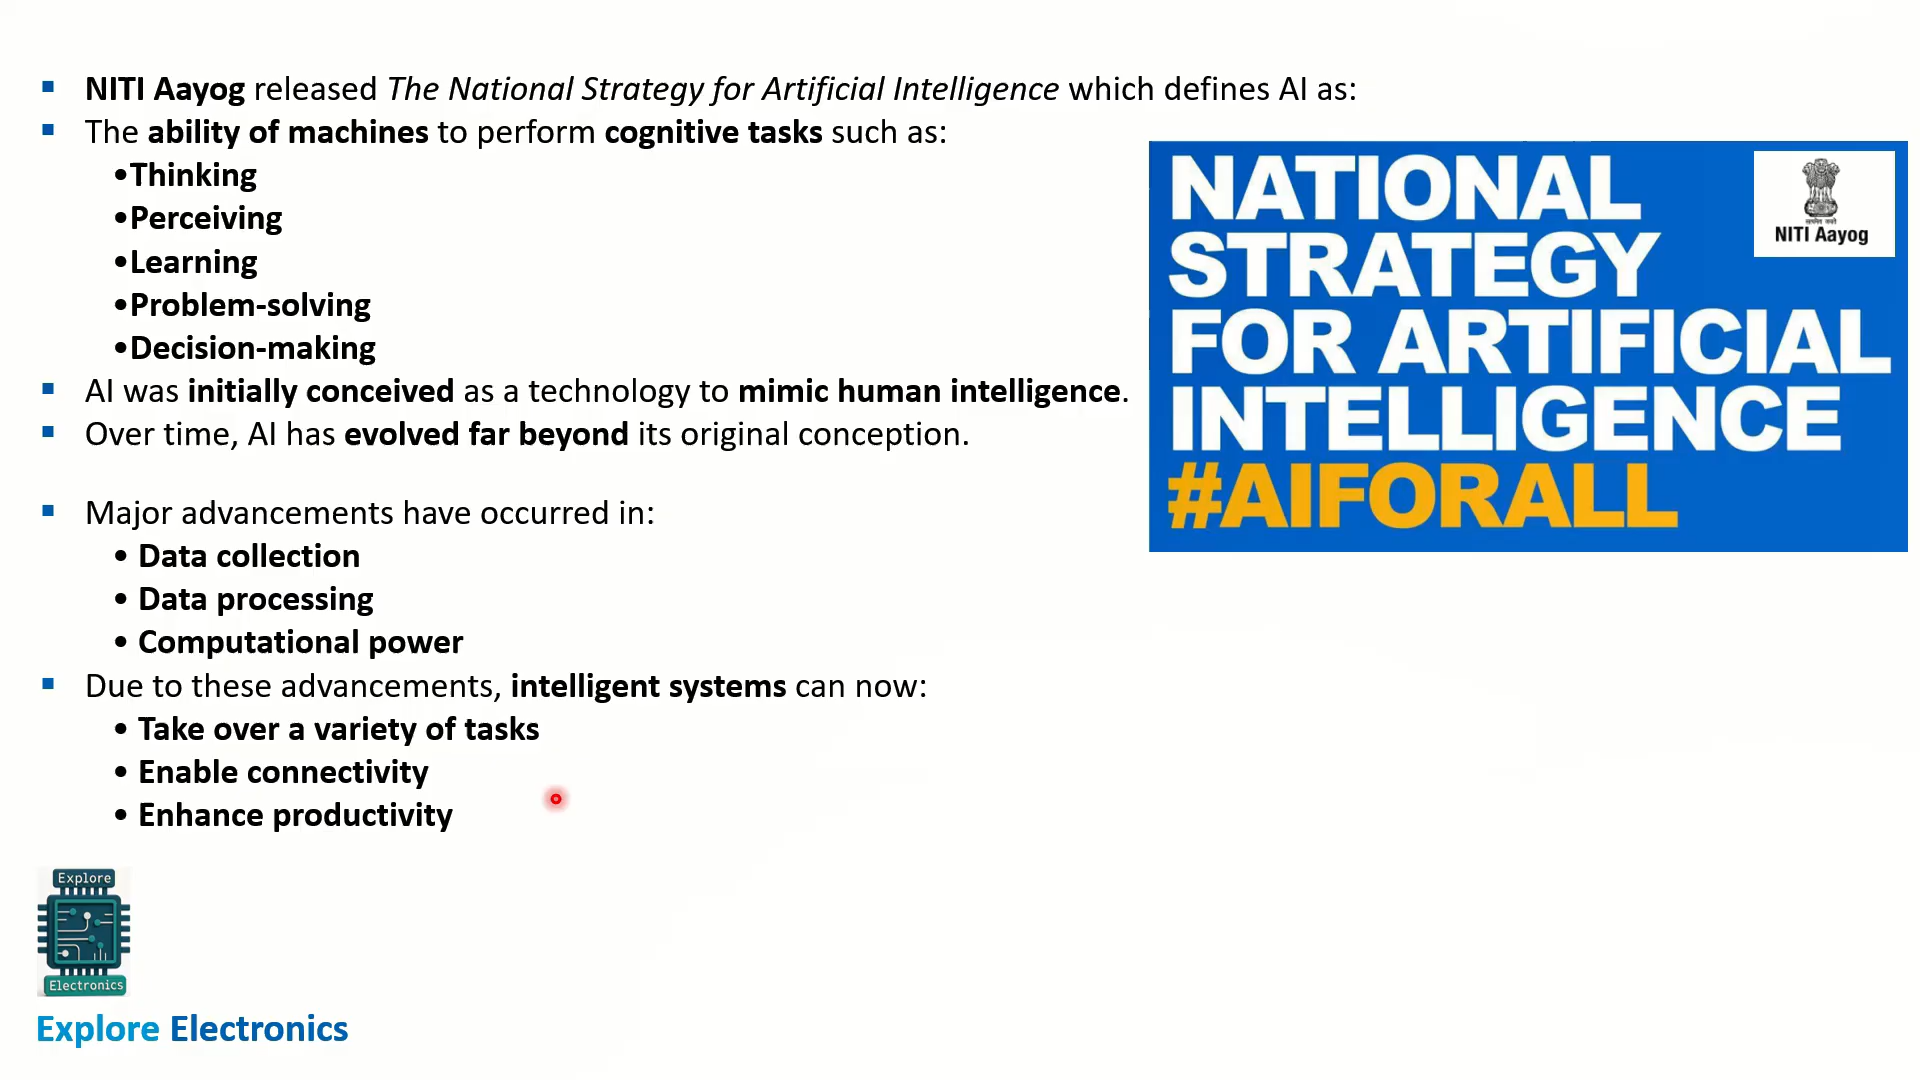 ▪ NITI Aayog released The National Strategy for Artificial Intelligence which defines AI as:
▪ The ability of machines to perform cognitive tasks such as:
•Thinking
•Perceiving
•Learning
•Problem-solving
•Decision-making
▪ AI was initially conceived as a technology to mimic human intelligence.
▪ Over time, AI has evolved far beyond its original conception.
▪ Major advancements have occurred in:
• Data collection
• Data processing
• Computational power
▪ Due to these advancements, intelligent systems can now:
• Take over a variety of tasks
• Enable connectivity
• Enhance productivity
NATIONAL
STRATEGY
FOR ARTIFICIAL
INTELLIGENCE
#AIFORALL
NITI Aayog
Explore
Electronics
Explore Electronics